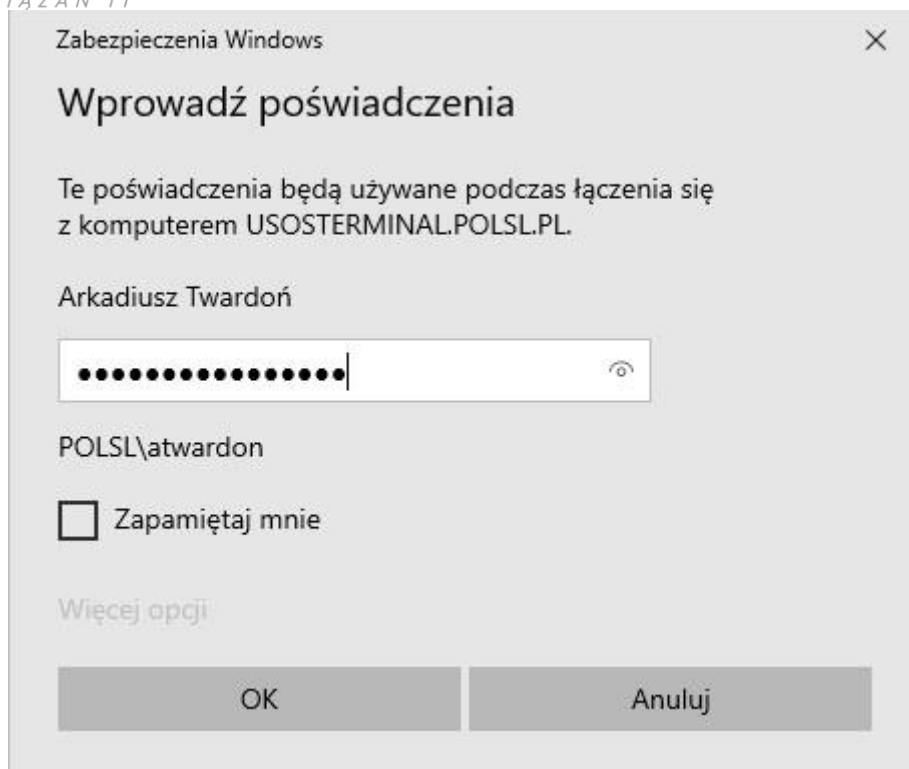 Zabezpieczenia Windows
Wprowadź poświadczenia
Te poświadczenia będą używane podczas łączenia się
z komputerem USOSTERMINAL.POLSL.PL.
Arkadiusz Twardoń
••••••••••••••••
POLSL\atwardon
Zapamiętaj mnie
Więcej opcji
OK
Anuluj